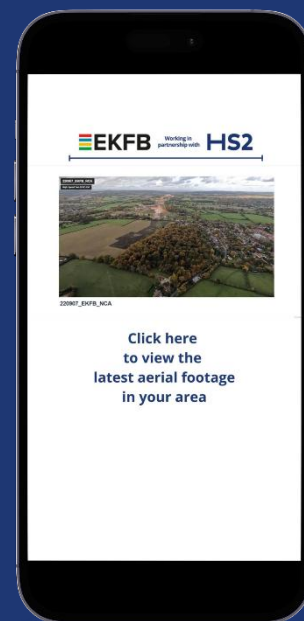 EKFB
Working in
partnership with
HS2
220907_EKFB_NCA
Click here
to view the
latest aerial footage
in your area